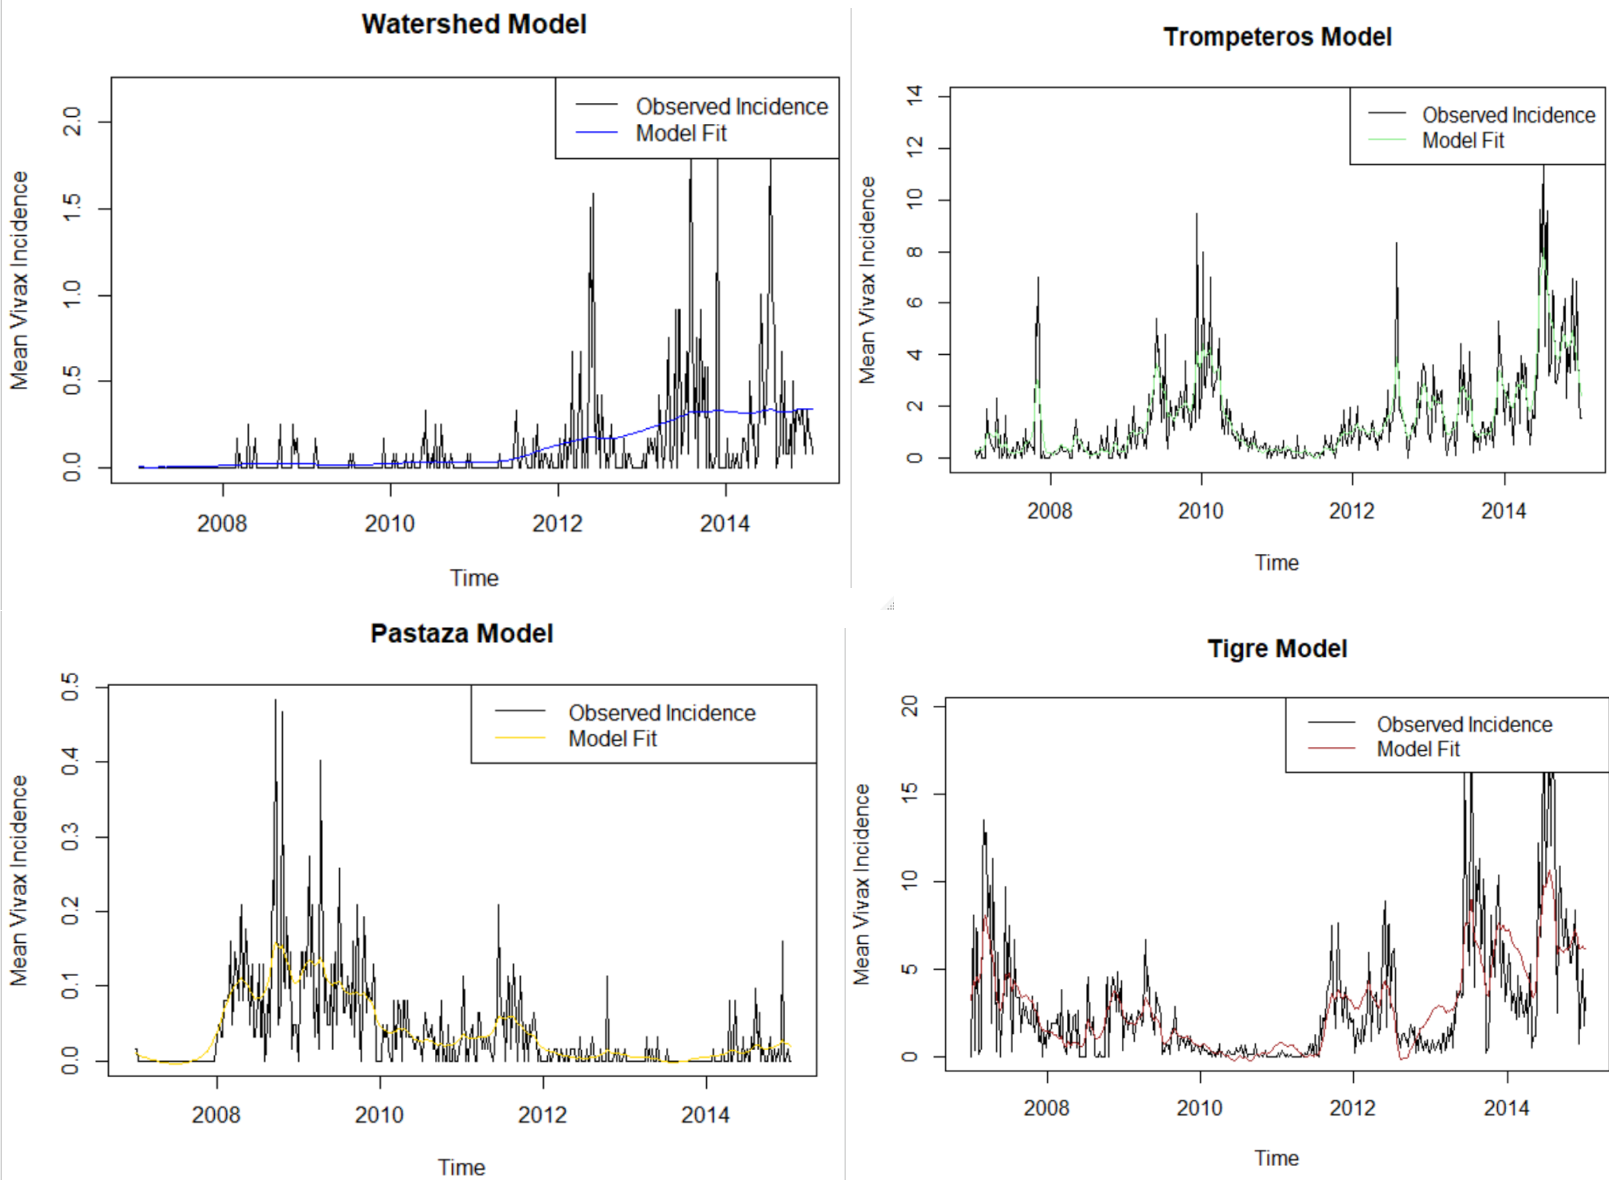 Watershed Model
Mean Vivax Incidence
2.0
1.5
1.0
0.5
0.0
Observed Incidence
Model Fit
2008 2010 2012 2014
Time
Trompeteros Model
Mean Vivax Incidence
14
12
10
8
6
4
2
0
Observed Incidence
Model Fit
2008 2010 2012 2014
Time
Pastaza Model
Mean Vivax Incidence
0.5
0.4
0.3
0.2
0.1
0.0
Observed Incidence
Model Fit
2008 2010 2012 2014
Time
Tigre Model
Mean Vivax Incidence
20
15
10
5
0
Observed Incidence
Model Fit
2008 2010 2012 2014
Time